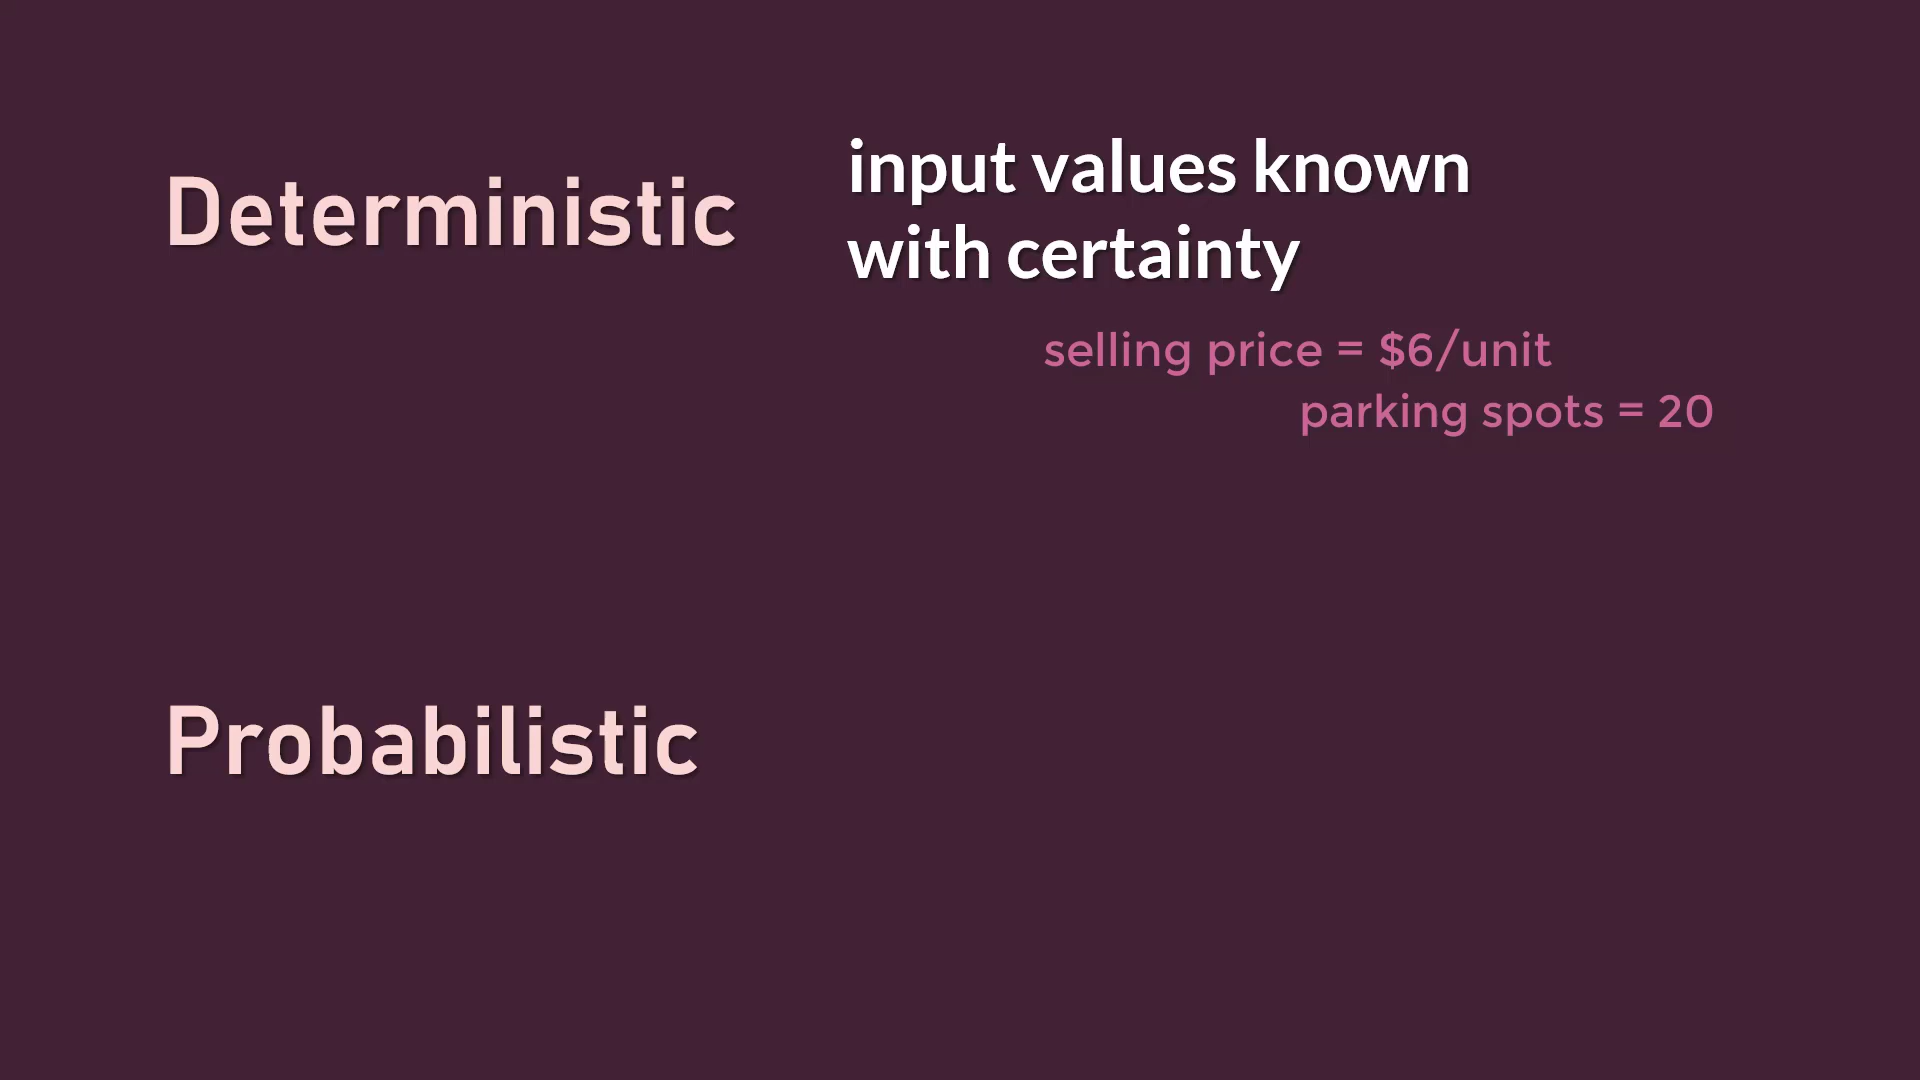 Deterministic
input values known
with certainty
selling price = $6/unit
parking spots = 20
Probabilistic